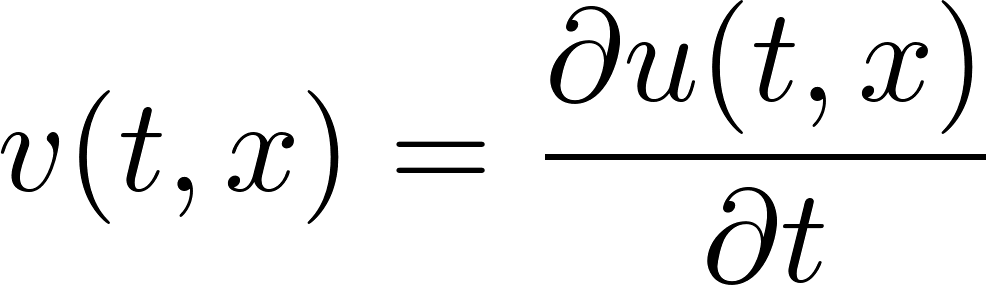 v(t, x) = ∂u(t, x) / ∂t